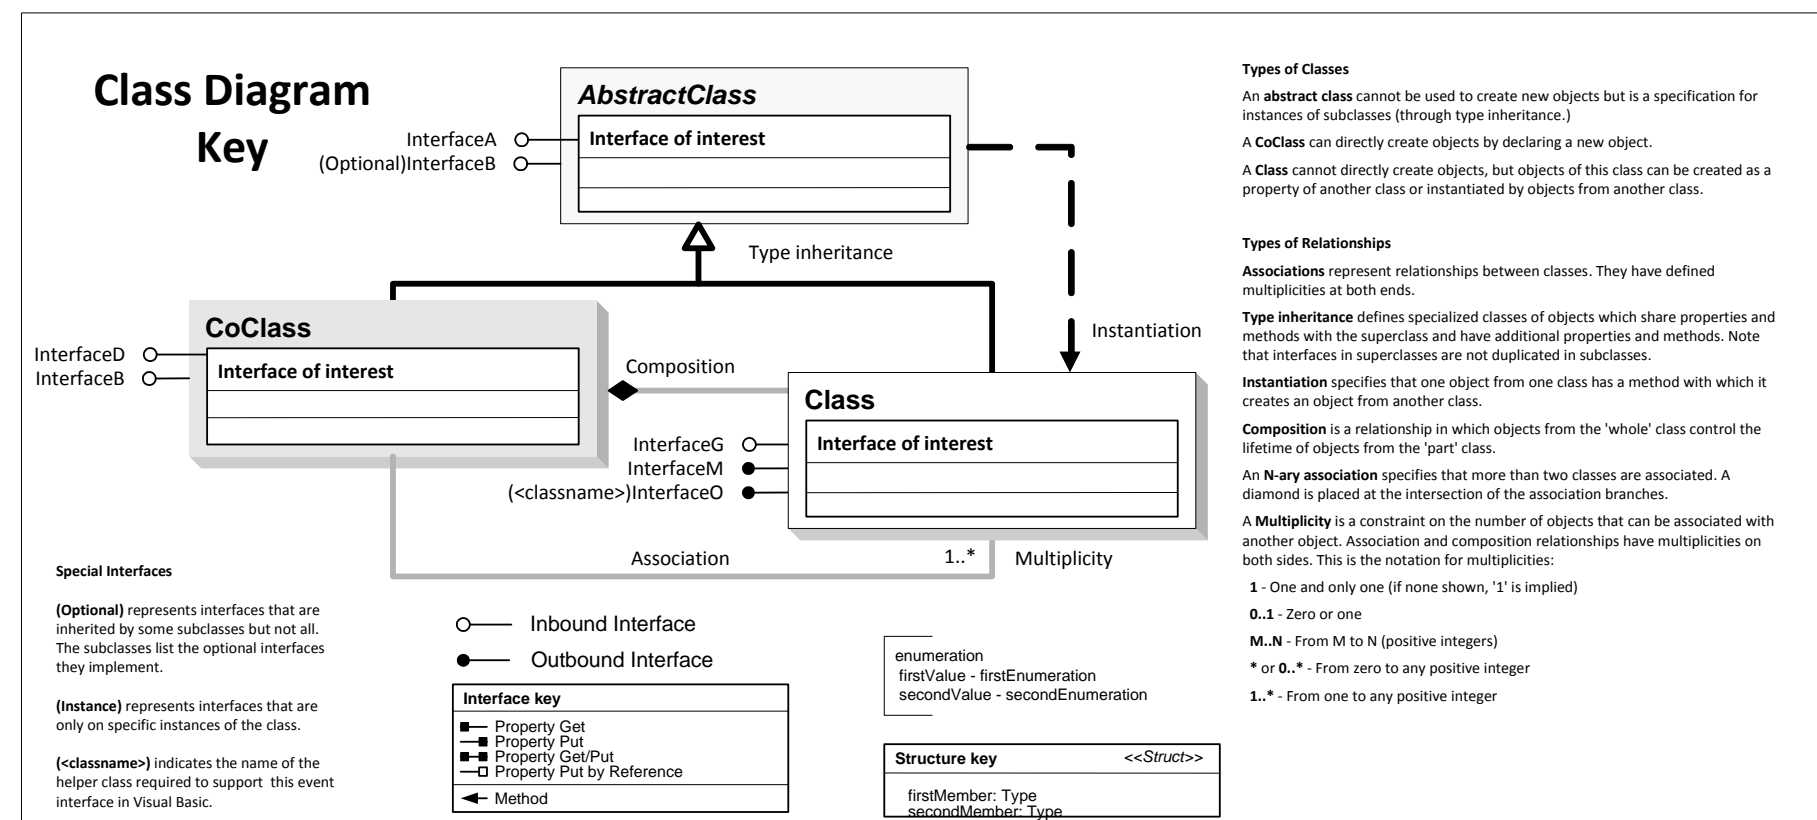 Class Diagram
Key
AbstractClass
Interface of interest
InterfaceA
(Optional)InterfaceB
Type inheritance
CoClass
Interface of interest
InterfaceD
InterfaceB
Composition
Instantiation
Class
Interface of interest
InterfaceG
InterfaceM
(<classname>)InterfaceO
Association
1..*
Multiplicity
Special Interfaces
(Optional) represents interfaces that are
inherited by some subclasses but not all.
The subclasses list the optional interfaces
they implement.
(Instance) represents interfaces that are
only on specific instances of the class.
(<classname>) indicates the name of the
helper class required to support this event
interface in Visual Basic.
Inbound Interface
Outbound Interface
Interface key
Property Get
Property Put
Property Get/Put
Property Put by Reference
Method
enumeration
firstValue - firstEnumeration
secondValue - secondEnumeration
Structure key
<<Struct>>
firstMember: Type
secondMember: Type
Types of Classes
An abstract class cannot be used to create new objects but is a specification for
instances of subclasses (through type inheritance.)
A CoClass can directly create objects by declaring a new object.
A Class cannot directly create objects, but objects of this class can be created as a
property of another class or instantiated by objects from another class.
Types of Relationships
Associations represent relationships between classes. They have defined
multiplicities at both ends.
Type inheritance defines specialized classes of objects which share properties and
methods with the superclass and have additional properties and methods. Note
that interfaces in superclasses are not duplicated in subclasses.
Instantiation specifies that one object from one class has a method with which it
creates an object from another class.
Composition is a relationship in which objects from the 'whole' class control the
lifetime of objects from the 'part' class.
An N-ary association specifies that more than two classes are associated. A
diamond is placed at the intersection of the association branches.
A Multiplicity is a constraint on the number of objects that can be associated with
another object. Association and composition relationships have multiplicities on
both sides. This is the notation for multiplicities:
1 - One and only one (if none shown, '1' is implied)
0..1 - Zero or one
M..N - From M to N (positive integers)
* or 0..* - From zero to any positive integer
1..* - From one to any positive integer